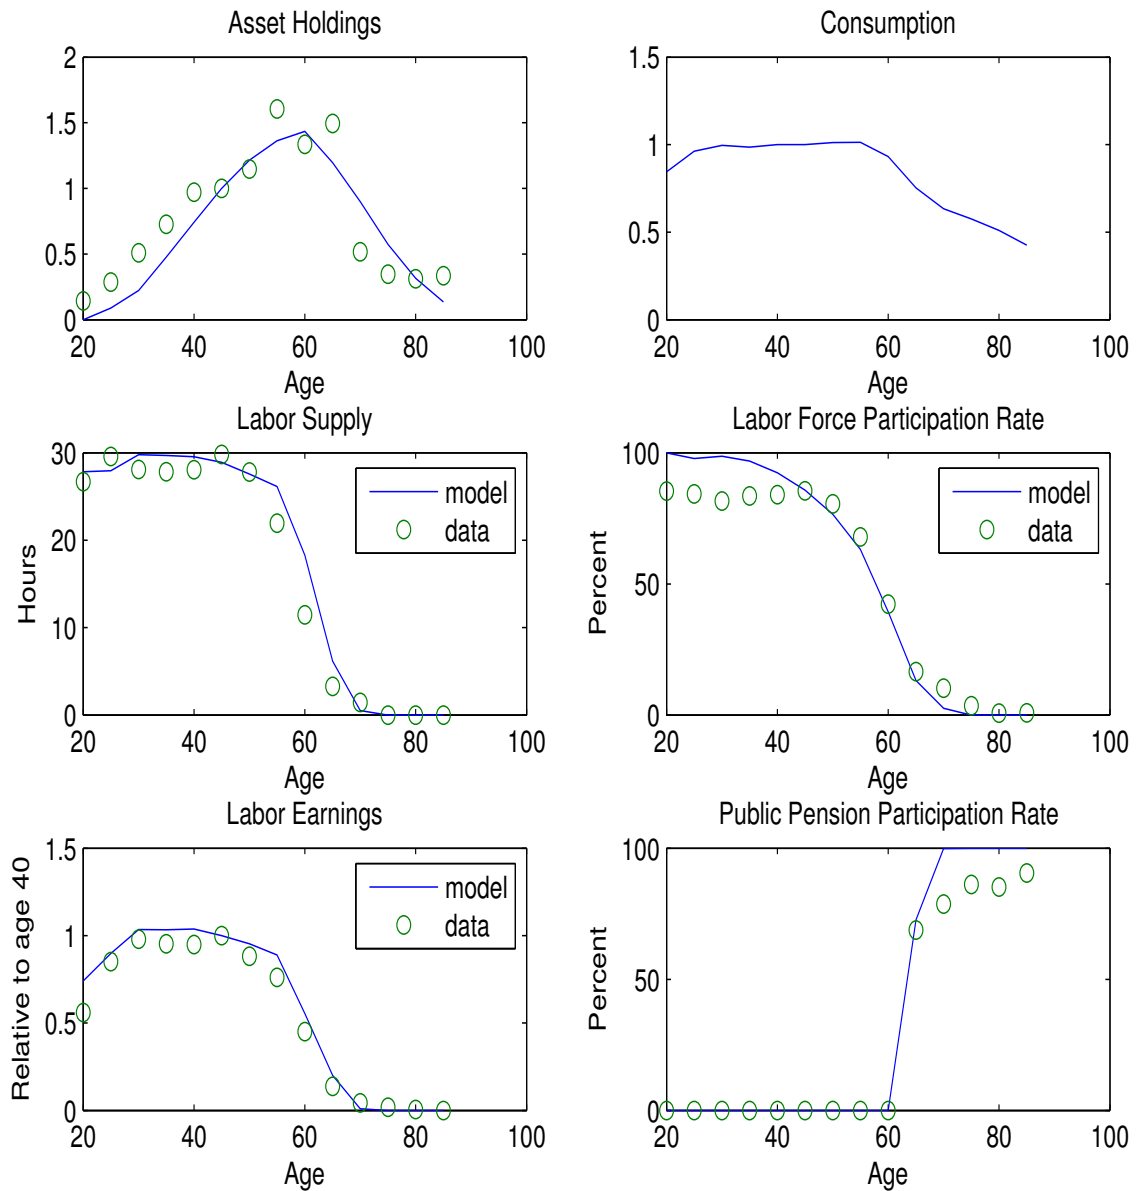 Asset Holdings
2
1.5
1
0.5
0
20 40 60 80 100
Age
Consumption
1.5
1
0.5
0
20 40 60 80 100
Age
Labor Supply
Hours
30
20
10
0
model
data
20 40 60 80 100
Age
Labor Force Participation Rate
Percent
100
50
0
model
data
20 40 60 80 100
Age
Labor Earnings
Relative to age 40
1.5
1
0.5
0
model
data
20 40 60 80 100
Age
Public Pension Participation Rate
Percent
100
50
0
20 40 60 80 100
Age